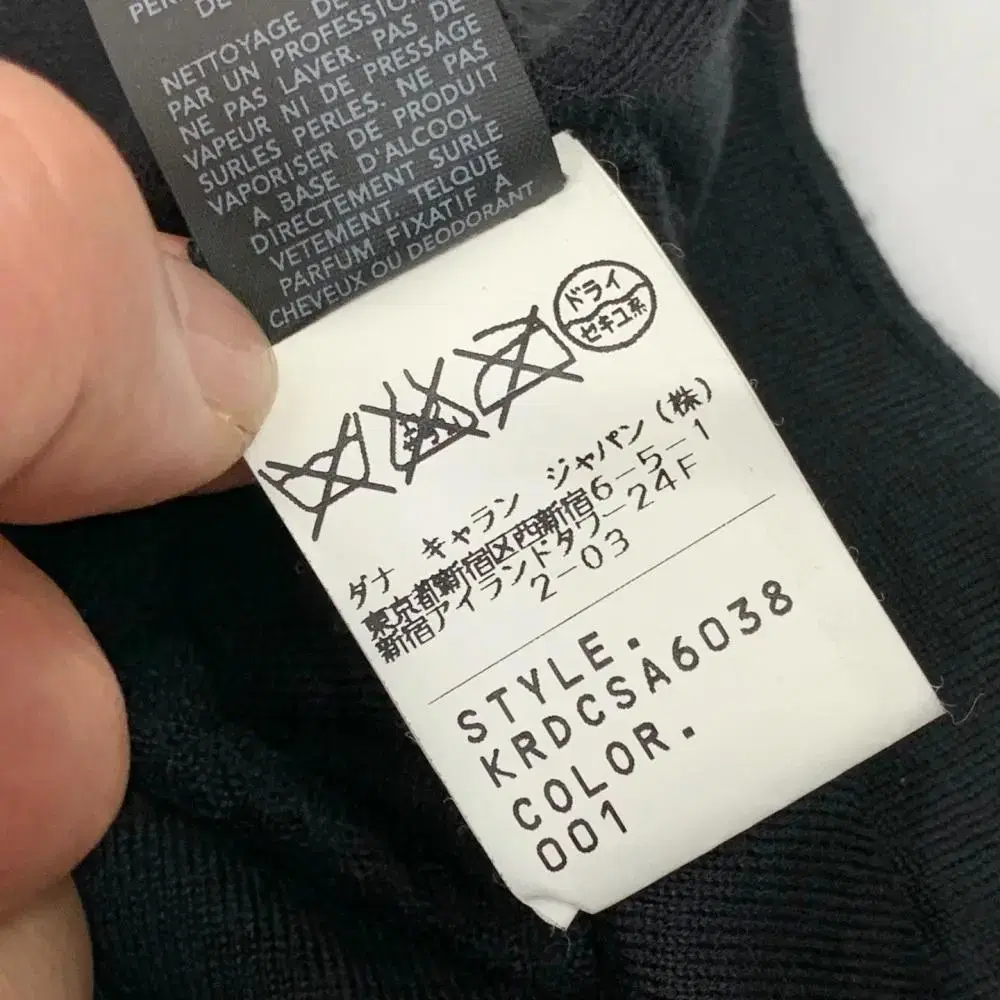 DE
NETTOYAGE DE
PAR UN PROFESSIO
NE PAS LAVER. PAS DE
VAPEUR NI DE PRESSAGE
SURLES PERLES. NE PAS
VAPORISER DE PRODUIT
A BASE D'ALCOOL
DIRECTEMENT SURLE
VETEMENT. TELQUE
PARFUM FIXATIF A
CHEVEUX OU DEODORANT
ドライ
セキユ系
ダナ キャラン ジャパン(株)
東京都新宿区西新宿6-5-1
新宿アイランドタワー24F
2-03
STYLE.
KRDCSA6038
COLOR.
001